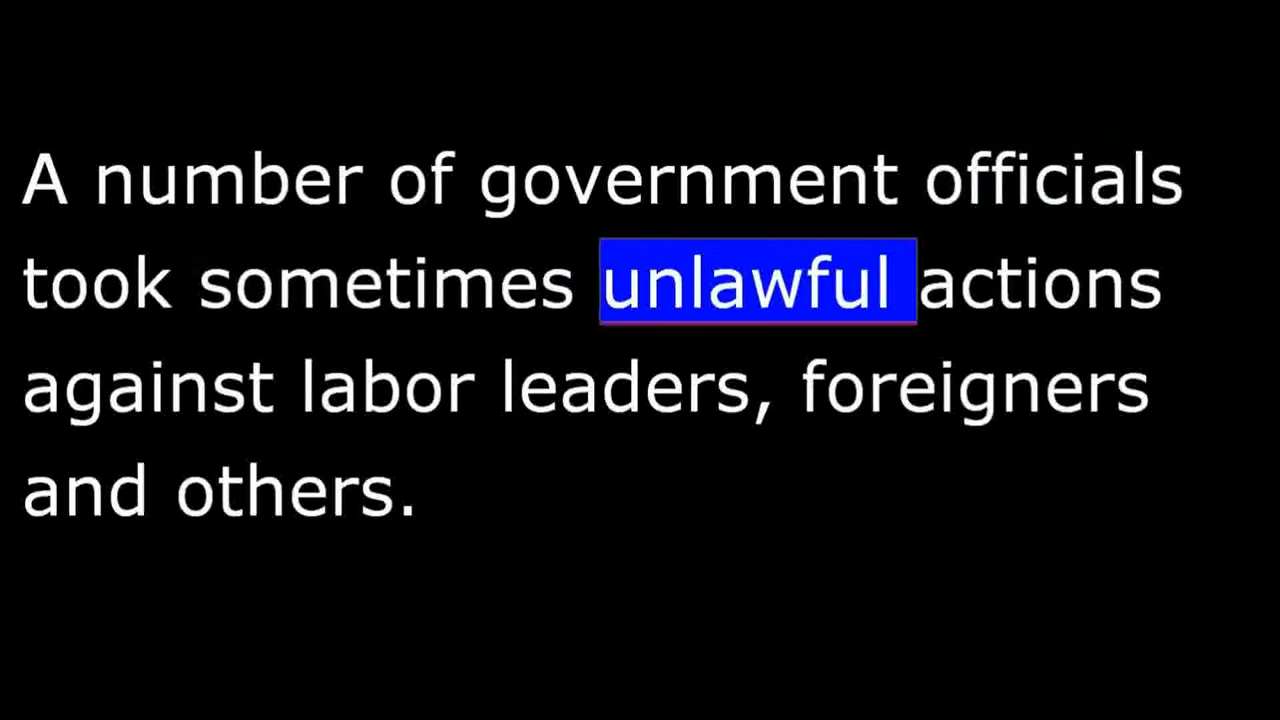 A number of government officials
took sometimes unlawful actions
against labor leaders, foreigners
and others.